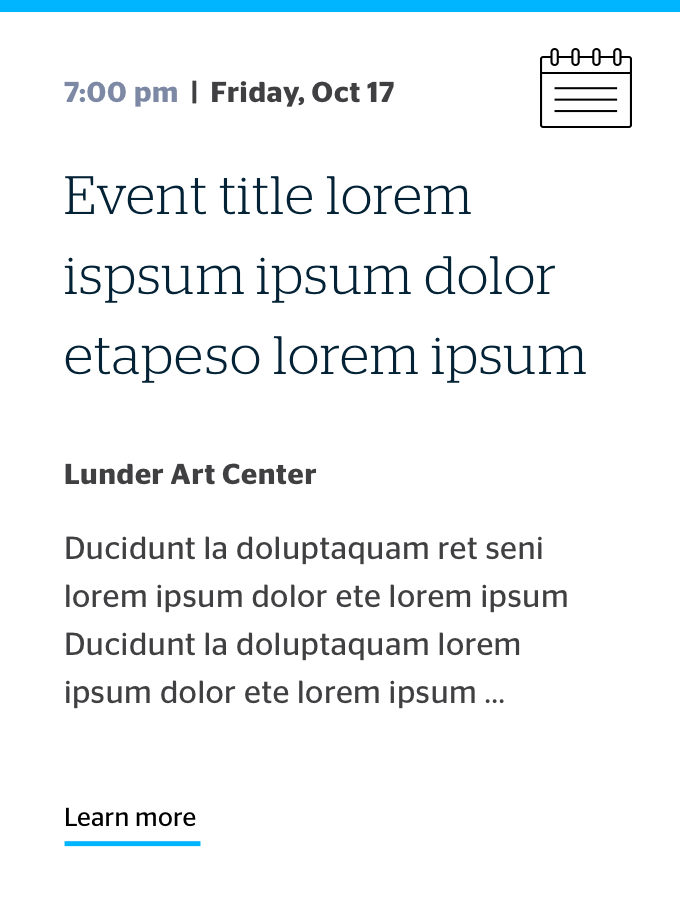 7:00 pm | Friday, Oct 17
Event title lorem
ispsum ipsum dolor
etapeso lorem ipsum
Lunder Art Center
Ducidunt la doluptaquam ret seni
lorem ipsum dolor ete lorem ipsum
Ducidunt la doluptaquam lorem
ipsum dolor ete lorem ipsum ...
Learn more